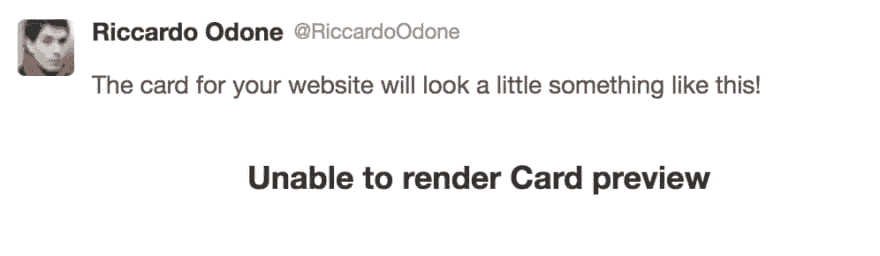 Riccardo Odone @RiccardoOdone
The card for your website will look a little something like this!
Unable to render Card preview